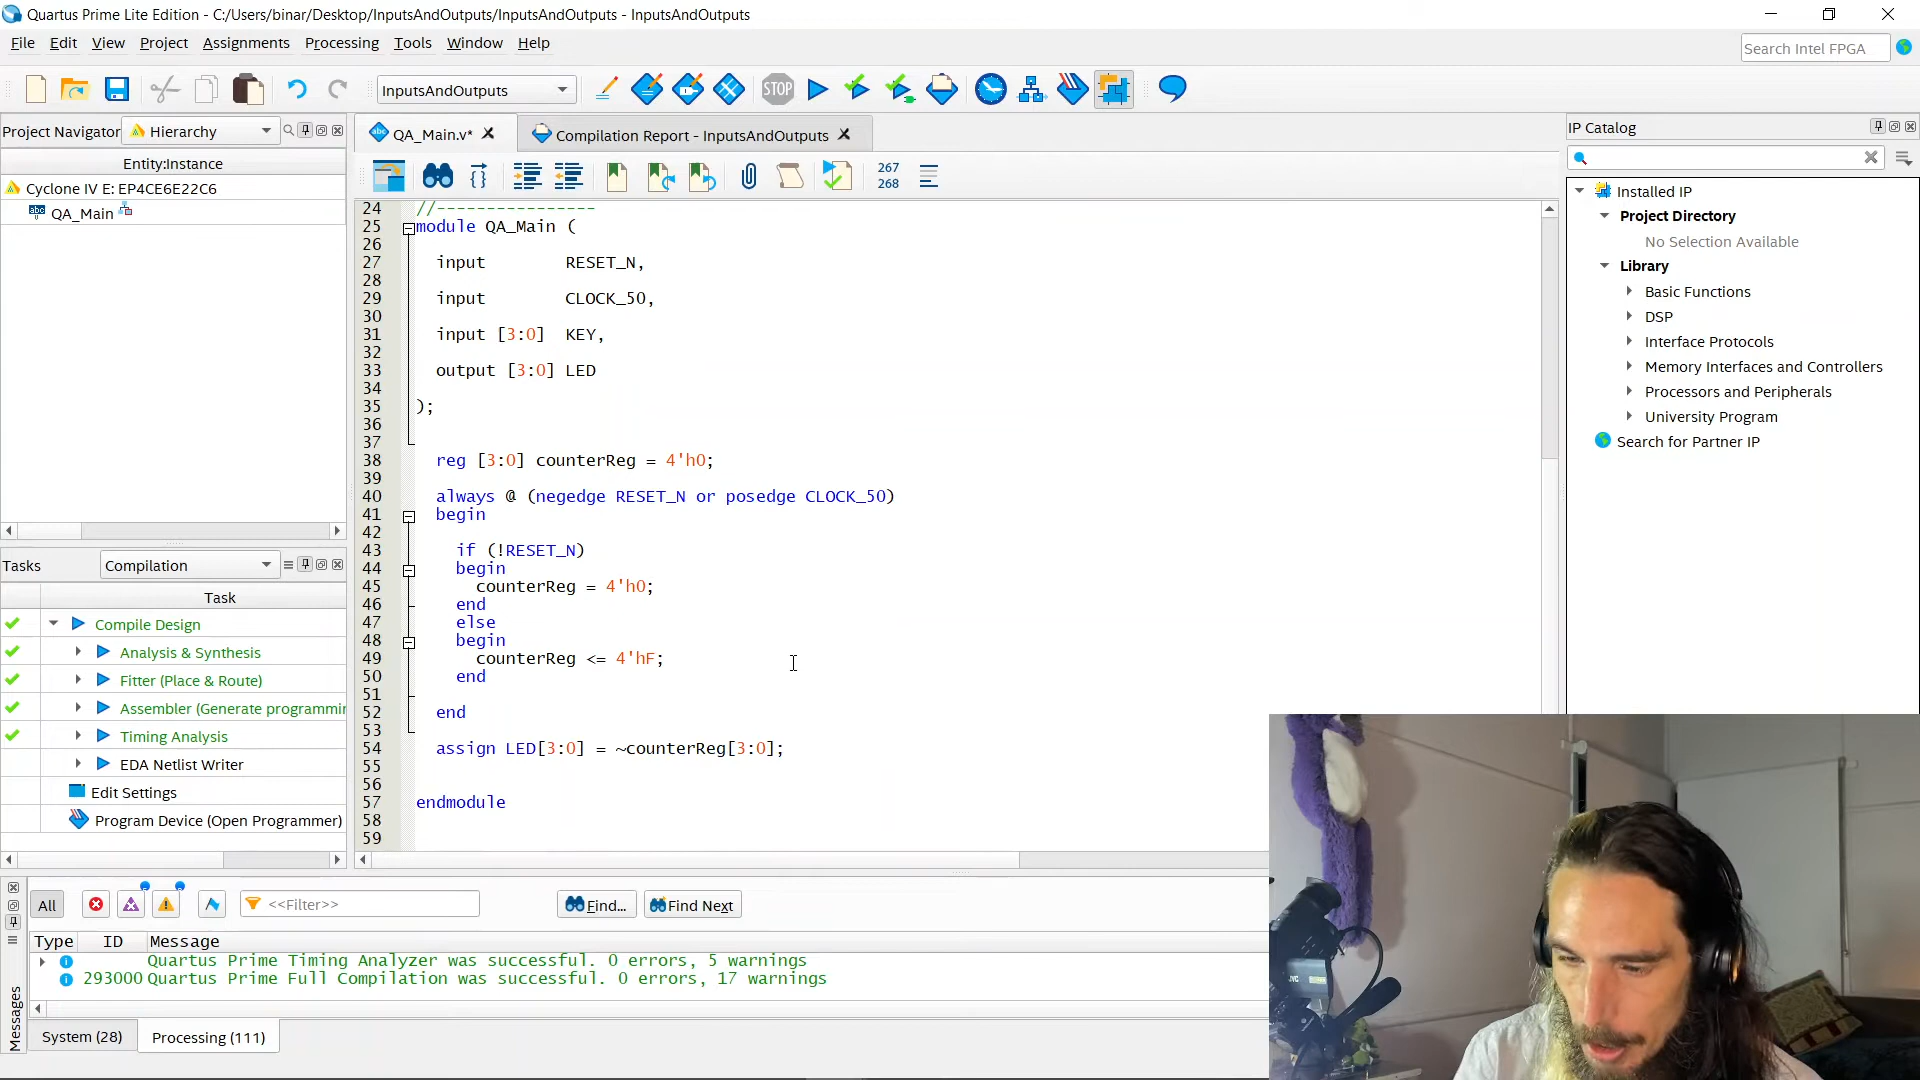 Quartus Prime Lite Edition - C:/Users/binar/Desktop/InputsAndOutputs/InputsAndOutputs - InputsAndOutputs
File Edit View Project Assignments Processing Tools Window Help
Search Intel FPGA
InputsAndOutputs
STOP
Project Navigator Hierarchy
Entity:Instance
Cyclone IV E: EP4CE6E22C6
abc QA_Main
Tasks Compilation
Task
Compile Design
Analysis & Synthesis
Fitter (Place & Route)
Assembler (Generate programmin
Timing Analysis
EDA Netlist Writer
Edit Settings
Program Device (Open Programmer)
abc QA_Main.v* Compilation Report - InputsAndOutputs
267
268
24 //----------------
25 module QA_Main (
26
27 input RESET_N,
28
29 input CLOCK_50,
30
31 input [3:0] KEY,
32
33 output [3:0] LED
34
35 );
36
37
38 reg [3:0] counterReg = 4'h0;
39
40 always @ (negedge RESET_N or posedge CLOCK_50)
41 begin
42
43 if (!RESET_N)
44 begin
45 counterReg = 4'h0;
46 end
47 else
48 begin
49 counterReg <= 4'hF;
50 end
51
52 end
53
54 assign LED[3:0] = ~counterReg[3:0];
55
56
57 endmodule
58
59
IP Catalog
Installed IP
Project Directory
No Selection Available
Library
Basic Functions
DSP
Interface Protocols
Memory Interfaces and Controllers
Processors and Peripherals
University Program
Search for Partner IP
All <<Filter>> Find... Find Next
Type ID Message
Quartus Prime Timing Analyzer was successful. 0 errors, 5 warnings
293000 Quartus Prime Full Compilation was successful. 0 errors, 17 warnings
System (28) Processing (111)
Messages
JVC